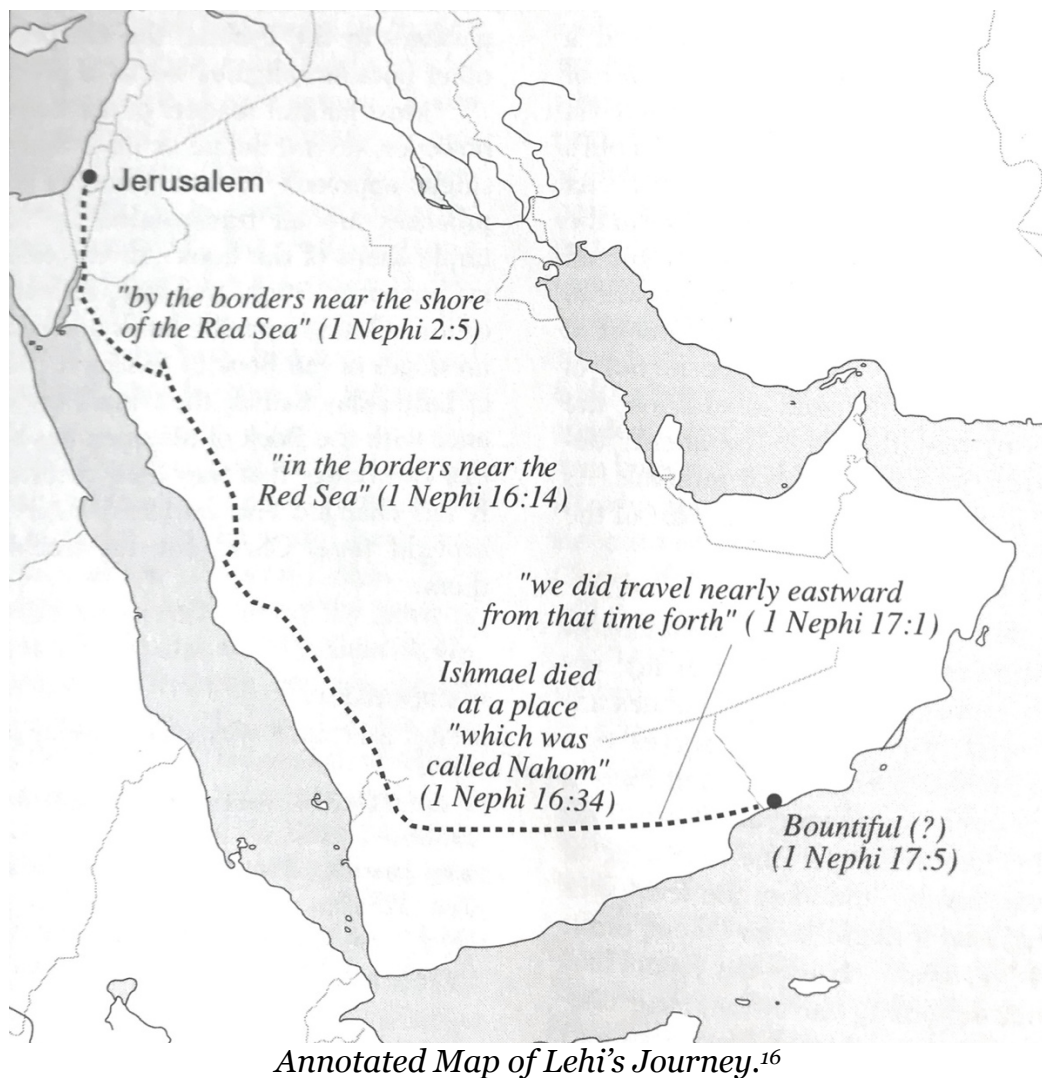 Jerusalem
"by the borders near the shore
of the Red Sea" (1 Nephi 2:5)
"in the borders near the
Red Sea" (1 Nephi 16:14)
"we did travel nearly eastward
from that time forth" ( 1 Nephi 17:1)
Ishmael died
at a place
"which was
called Nahom"
(1 Nephi 16:34)
Bountiful (?)
(1 Nephi 17:5)
Annotated Map of Lehi's Journey.16